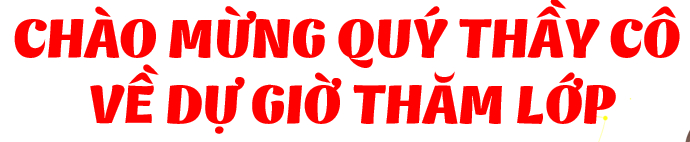 CHÀO MỪNG QUÝ THẦY CÔ
VỀ DỰ GIỜ THĂM LỚP